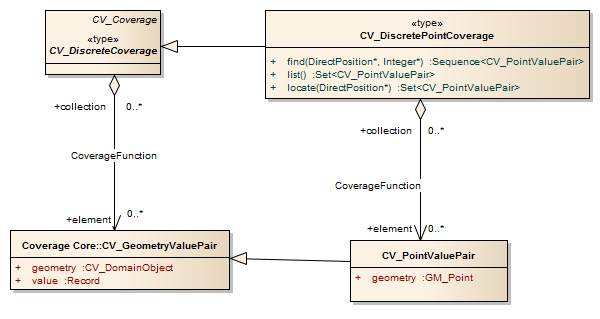 CV_Coverage
«type»
CV_DiscreteCoverage
«type»
CV_DiscretePointCoverage
+ find(DirectPosition*, Integer*) :Sequence<CV_PointValuePair>
+ list() :Set<CV_PointValuePair>
+ locate(DirectPosition*) :Set<CV_PointValuePair>
+collection 0..*
+collection 0..*
CoverageFunction
CoverageFunction
+element 0..*
+element 0..*
Coverage Core::CV_GeometryValuePair
+ geometry :CV_DomainObject
+ value :Record
CV_PointValuePair
+ geometry :GM_Point